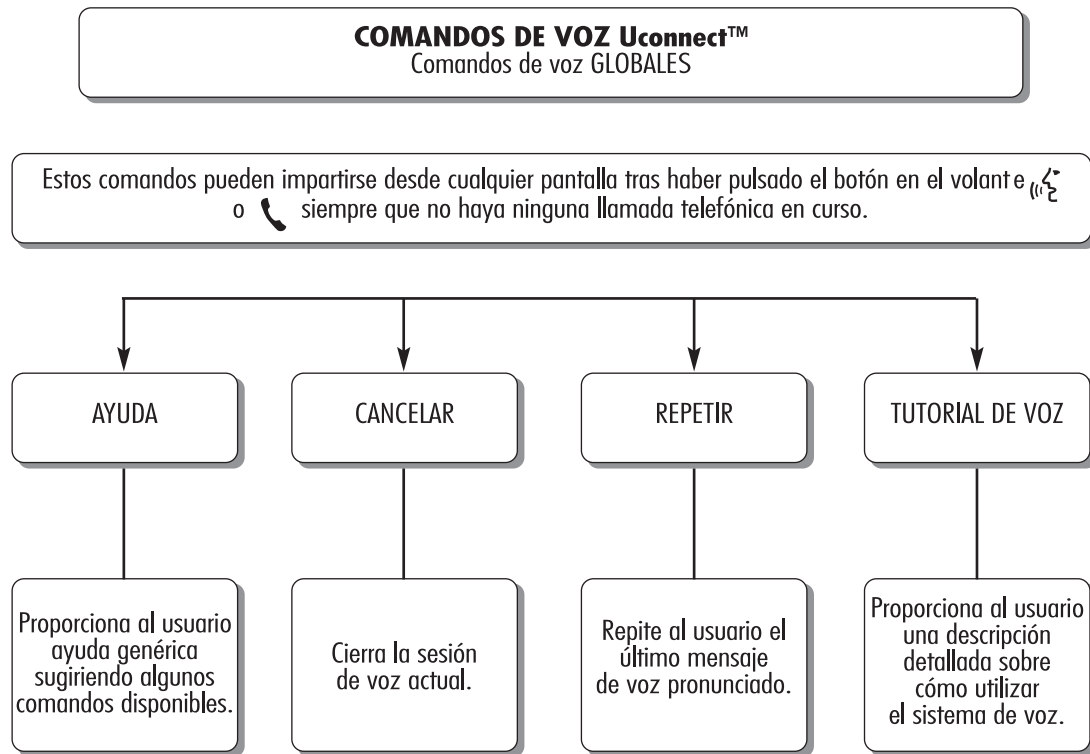 COMANDOS DE VOZ Uconnect™
Comandos de voz GLOBALES
Estos comandos pueden impartirse desde cualquier pantalla tras haber pulsado el botón en el volante
o siempre que no haya ninguna llamada telefónica en curso.
AYUDA
CANCELAR
REPETIR
TUTORIAL DE VOZ
Proporciona al usuario
ayuda genérica
sugiriendo algunos
comandos disponibles.
Cierra la sesión
de voz actual.
Repite al usuario el
último mensaje
de voz pronunciado.
Proporciona al usuario
una descripción
detallada sobre
cómo utilizar
el sistema de voz.